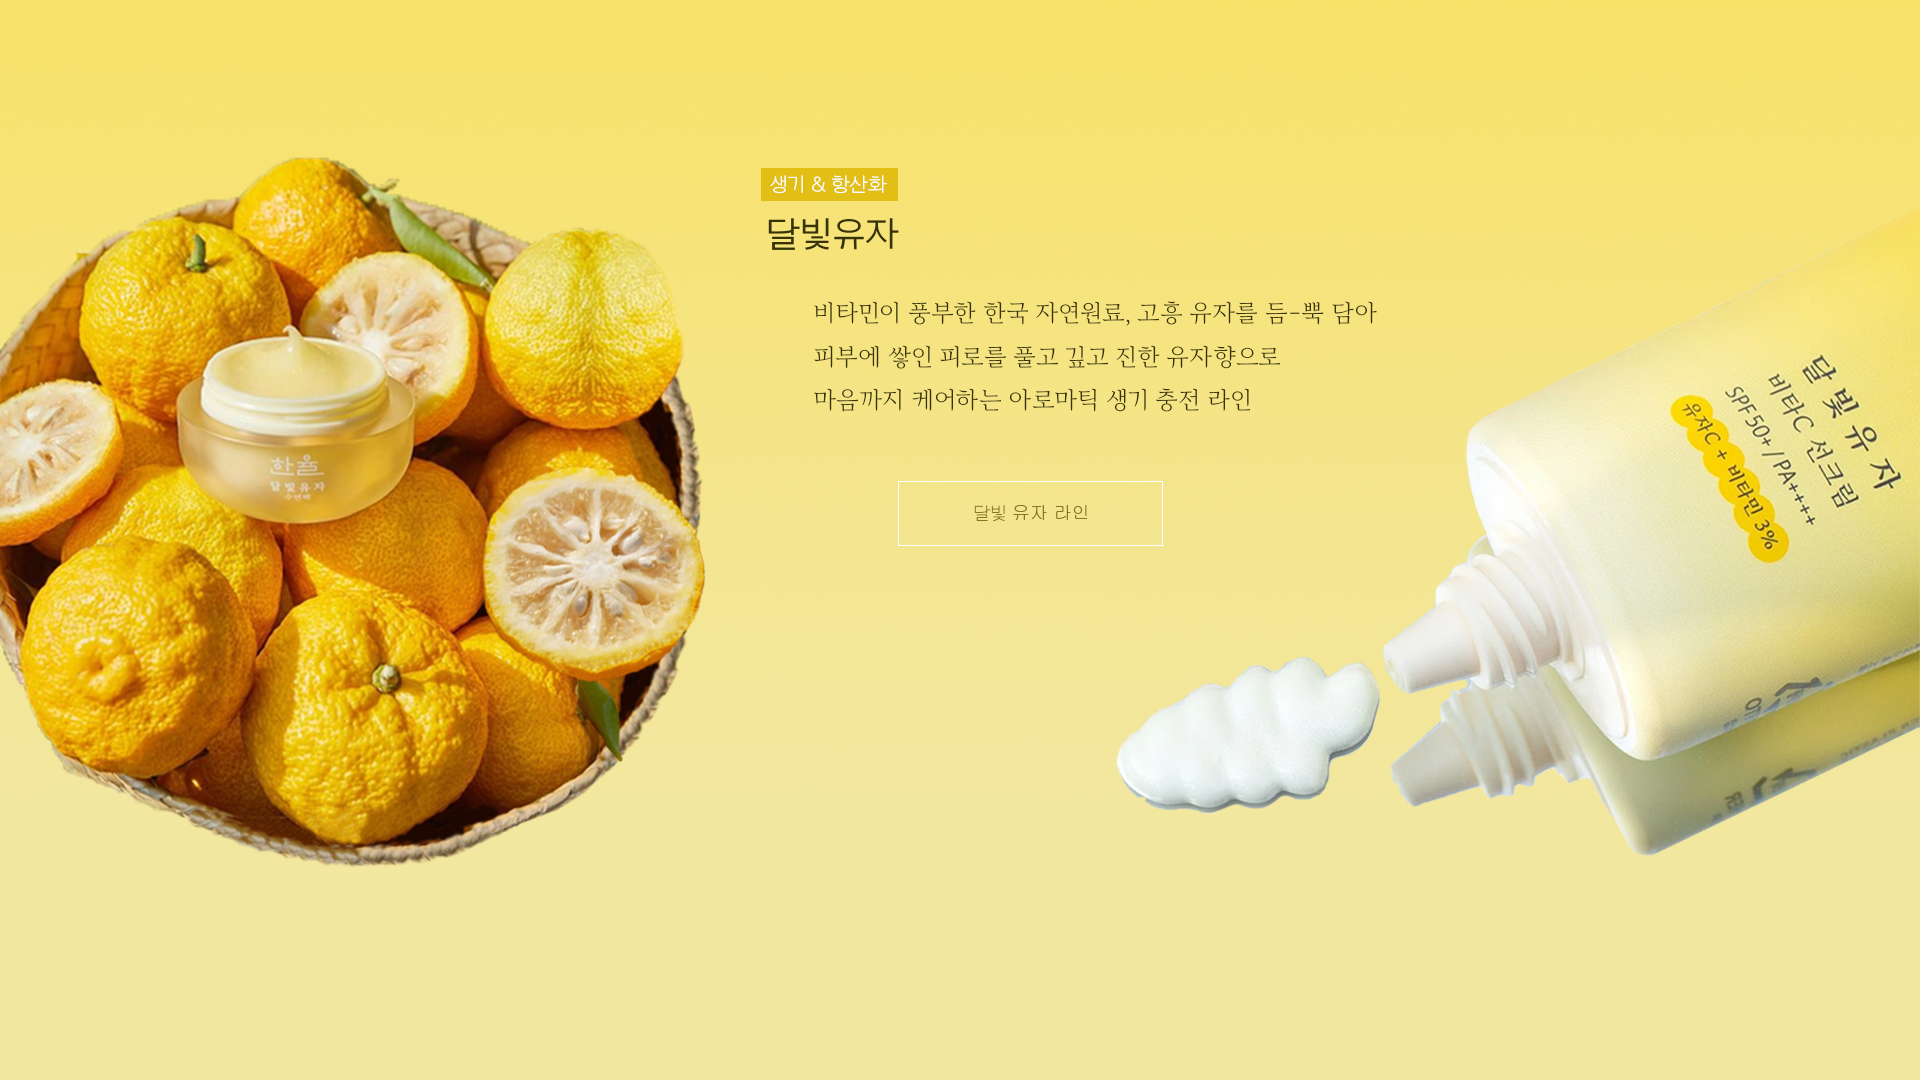 생기 & 항산화
달빛유자
비타민이 풍부한 한국 자연원료, 고흥 유자를 듬-뿍 담아
피부에 쌓인 피로를 풀고 깊고 진한 유자향으로
마음까지 케어하는 아로마틱 생기 충전 라인
달빛 유자 라인
한율
달빛유자
수면팩
달빛유자
비타C 선크림
SPF50+ / PA++++
유자C + 비타민 3%